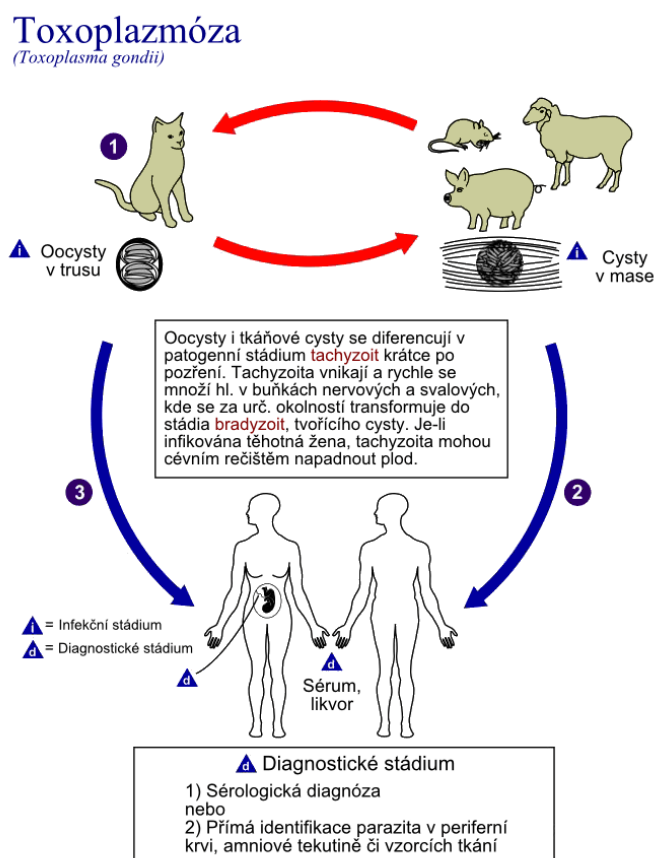 Toxoplazmóza
(Toxoplasma gondii)
1
i Oocysty
v trusu
i Cysty
v mase
Oocysty i tkáňové cysty se diferencují v
patogenní stádium tachyzoit krátce po
pozření. Tachyzoita vnikají a rychle se
množí hl. v buňkách nervových a svalových,
kde se za urč. okolností transformuje do
stádia bradyzoit, tvořícího cysty. Je-li
infikována těhotná žena, tachyzoita mohou
cévním rečištěm napadnout plod.
3
2
i = Infekční stádium
d = Diagnostické stádium
d
d
Sérum,
likvor
d Diagnostické stádium
1) Sérologická diagnóza
nebo
2) Přímá identifikace parazita v periferní
krvi, amniové tekutině či vzorcích tkání